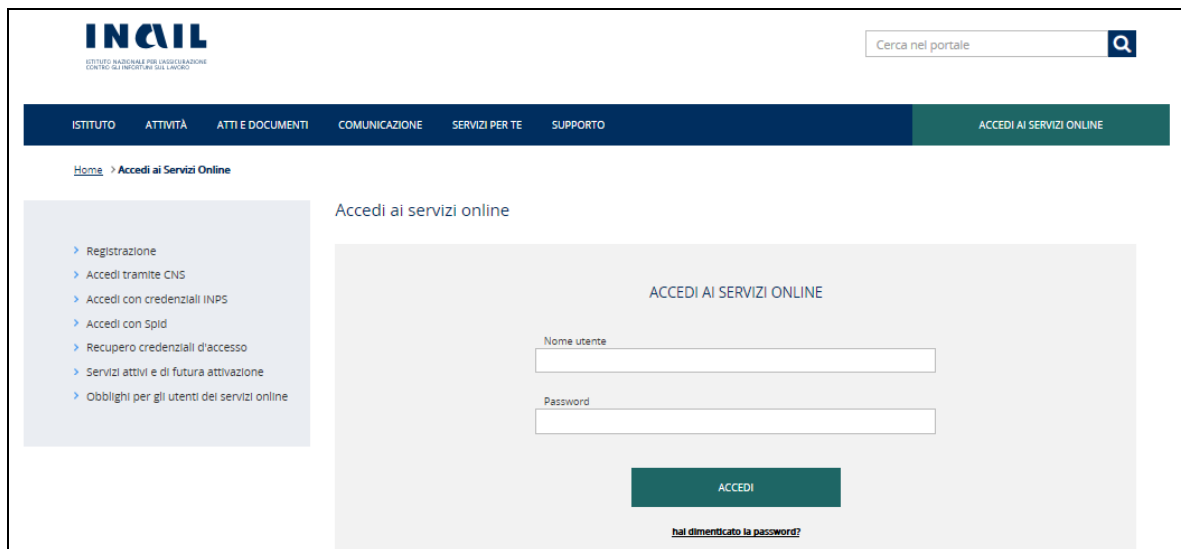 INAIL
ISTITUTO NAZIONALE PER L'ASSICURAZIONE
CONTRO GLI INFORTUNI SUL LAVORO
Cerca nel portale
ISTITUTO ATTIVITÀ ATTI E DOCUMENTI COMUNICAZIONE SERVIZI PER TE SUPPORTO ACCEDI AI SERVIZI ONLINE
Home > Accedi ai Servizi Online
Accedi ai servizi online
> Registrazione
> Accedi tramite CNS
> Accedi con credenziali INPS
> Accedi con Spid
> Recupero credenziali d'accesso
> Servizi attivi e di futura attivazione
> Obblighi per gli utenti dei servizi online
ACCEDI AI SERVIZI ONLINE
Nome utente
Password
ACCEDI
hai dimenticato la password?